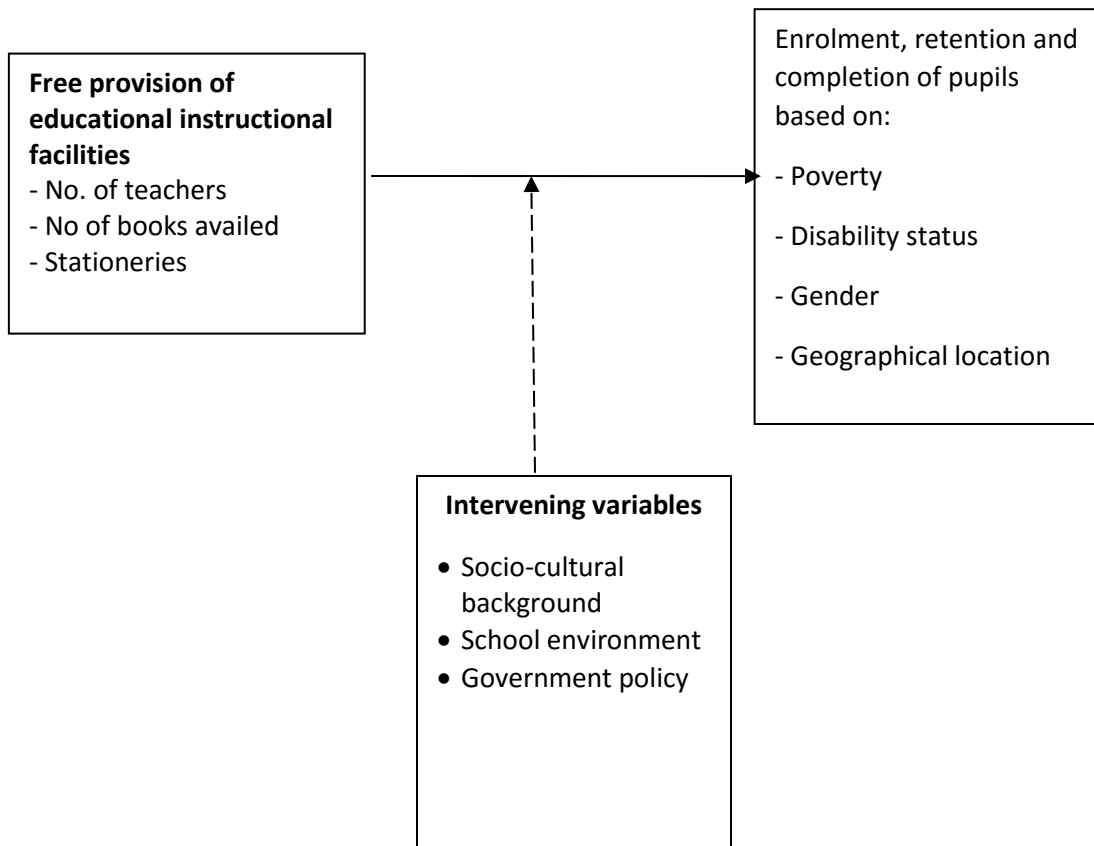 Free provision of
educational instructional
facilities
- No. of teachers
- No of books availed
- Stationeries
Enrolment, retention and
completion of pupils
based on:
- Poverty
- Disability status
- Gender
- Geographical location
Intervening variables
• Socio-cultural
background
• School environment
• Government policy